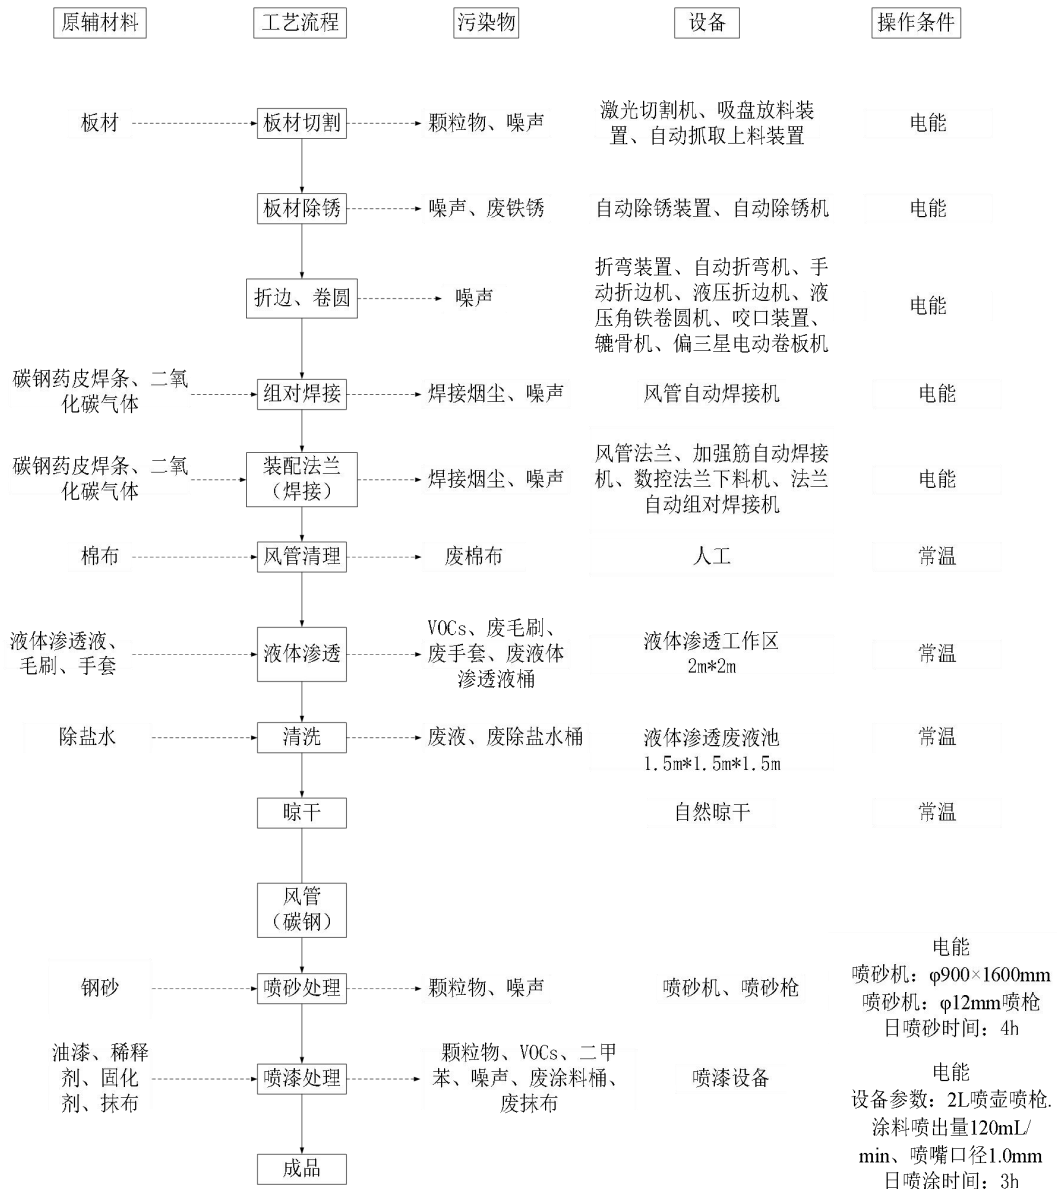 原辅材料
工艺流程
污染物
设备
操作条件
板材
板材切割
颗粒物、噪声
激光切割机、吸盘放料装
置、自动抓取上料装置
电能
板材除锈
噪声、废铁锈
自动除锈装置、自动除锈机
电能
折边、卷圆
噪声
折弯装置、自动折弯机、手
动折边机、液压折边机、液
压角铁卷圆机、咬口装置、
辘骨机、偏三星电动卷板机
电能
碳钢药皮焊条、二氧
化碳气体
组对焊接
焊接烟尘、噪声
风管自动焊接机
电能
碳钢药皮焊条、二氧
化碳气体
装配法兰
（焊接）
焊接烟尘、噪声
风管法兰、加强筋自动焊接
机、数控法兰下料机、法兰
自动组对焊接机
电能
棉布
风管清理
废棉布
人工
常温
液体渗透液、
毛刷、手套
液体渗透
VOCs、废毛刷、
废手套、废液体
渗透液桶
液体渗透工作区
2m*2m
常温
除盐水
清洗
废液、废除盐水桶
液体渗透废液池
1.5m*1.5m*1.5m
常温
晾干
自然晾干
常温
风管
（碳钢）
钢砂
喷砂处理
颗粒物、噪声
喷砂机、喷砂枪
电能
喷砂机：φ900×1600mm
喷砂机：φ12mm喷枪
日喷砂时间：4h
油漆、稀释
剂、固化
剂、抹布
喷漆处理
颗粒物、VOCs、二甲
苯、噪声、废涂料桶、
废抹布
喷漆设备
电能
设备参数：2L喷壶喷枪.
涂料喷出量120mL/
min、喷嘴口径1.0mm
日喷涂时间：3h
成品